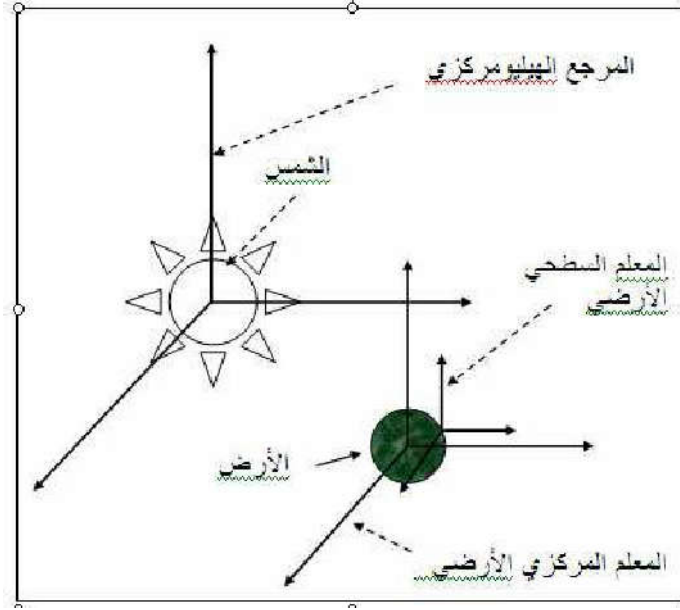 المرجع الهيليومركزي
الشمس
المعلم السطحي
الأرضي
الأرض
المعلم المركزي الأرضي